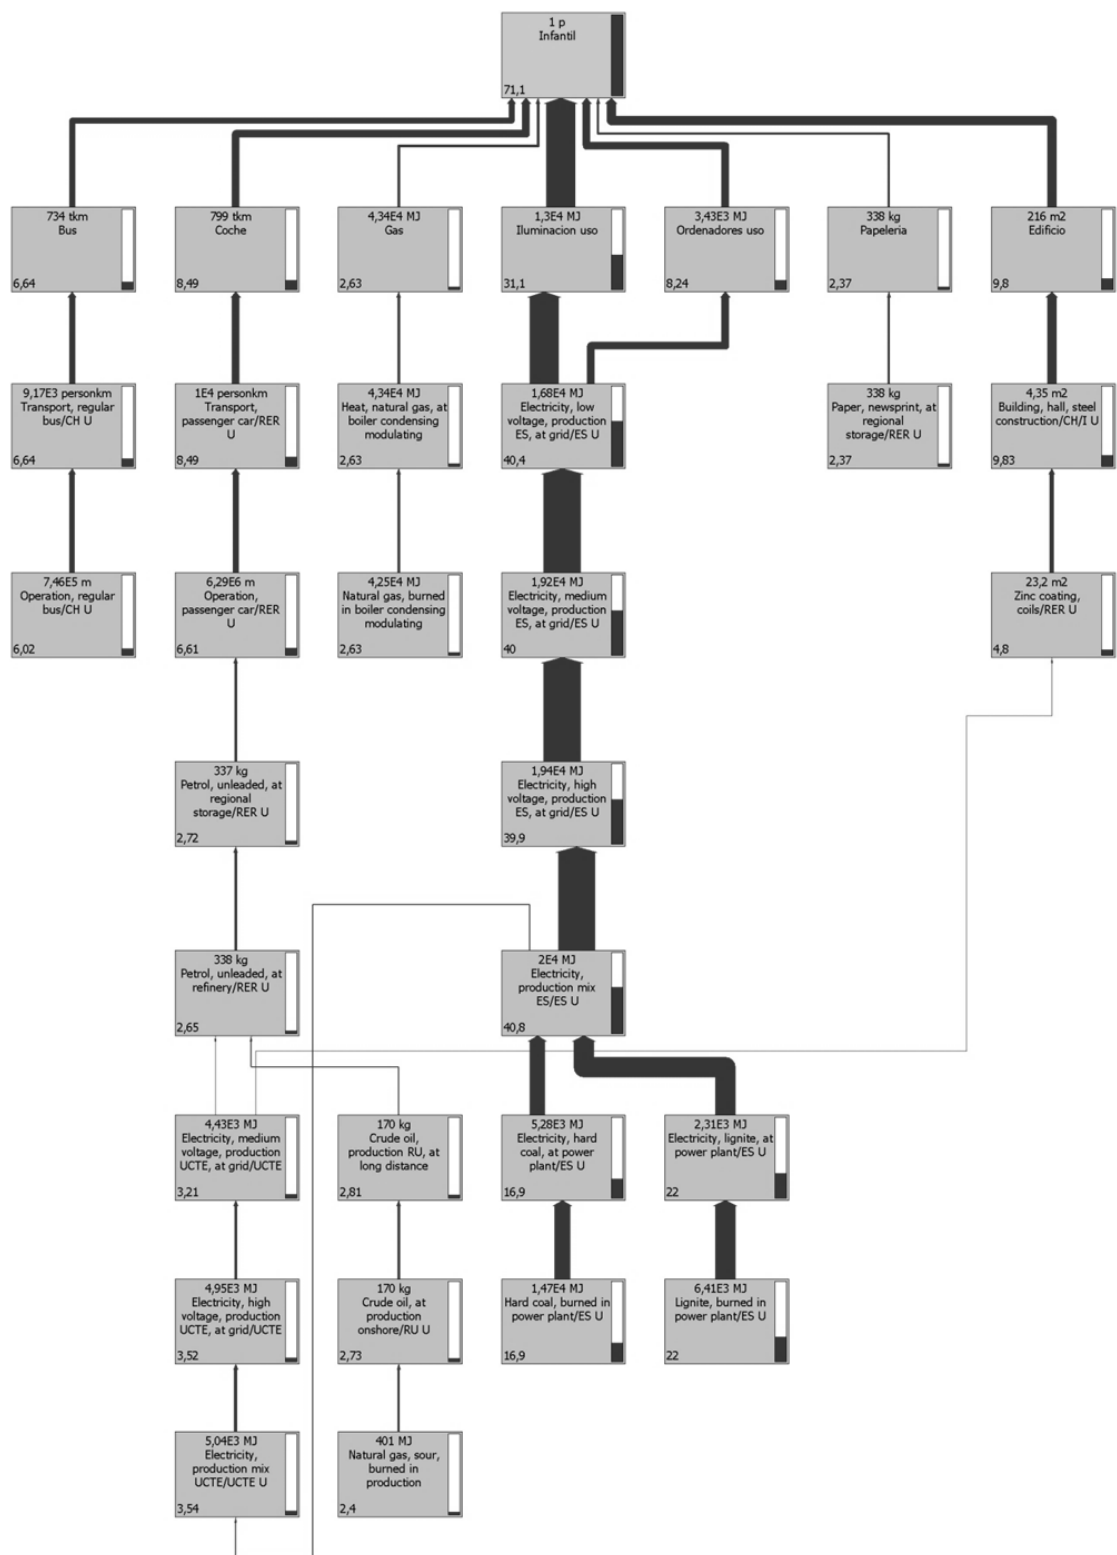 1 p
Infantil
71,1
734 tkm
Bus
6,64
799 tkm
Coche
8,49
4,34E4 MJ
Gas
2,63
1,3E4 MJ
Iluminacion uso
31,1
3,43E3 MJ
Ordenadores uso
8,24
338 kg
Papeleria
2,37
216 m2
Edificio
9,8
9,17E3 personkm
Transport, regular
bus/CH U
6,64
1E4 personkm
Transport,
passenger car/RER
U
8,49
4,34E4 MJ
Heat, natural gas, at
boiler condensing
modulating
2,63
1,68E4 MJ
Electricity, low
voltage, production
ES, at grid/ES U
40,4
338 kg
Paper, newsprint, at
regional
storage/RER U
2,37
4,35 m2
Building, hall, steel
construction/CH/I U
9,83
7,46E5 m
Operation, regular
bus/CH U
6,02
6,29E6 m
Operation,
passenger car/RER
U
6,61
4,25E4 MJ
Natural gas, burned
in boiler condensing
modulating
2,63
1,92E4 MJ
Electricity, medium
voltage, production
ES, at grid/ES U
40
23,2 m2
Zinc coating,
coils/RER U
4,8
337 kg
Petrol, unleaded, at
regional
storage/RER U
2,72
1,94E4 MJ
Electricity, high
voltage, production
ES, at grid/ES U
39,9
338 kg
Petrol, unleaded, at
refinery/RER U
2,65
2E4 MJ
Electricity,
production mix
ES/ES U
40,8
4,43E3 MJ
Electricity, medium
voltage, production
UCTE, at grid/UCTE
3,21
170 kg
Crude oil,
production RU, at
long distance
2,81
5,28E3 MJ
Electricity, hard
coal, at power
plant/ES U
16,9
2,31E3 MJ
Electricity, lignite, at
power plant/ES U
22
4,95E3 MJ
Electricity, high
voltage, production
UCTE, at grid/UCTE
3,52
170 kg
Crude oil, at
production
onshore/RU U
2,73
1,47E4 MJ
Hard coal, burned in
power plant/ES U
16,9
6,41E3 MJ
Lignite, burned in
power plant/ES U
22
5,04E3 MJ
Electricity,
production mix
UCTE/UCTE U
3,54
401 MJ
Natural gas, sour,
burned in
production
2,4